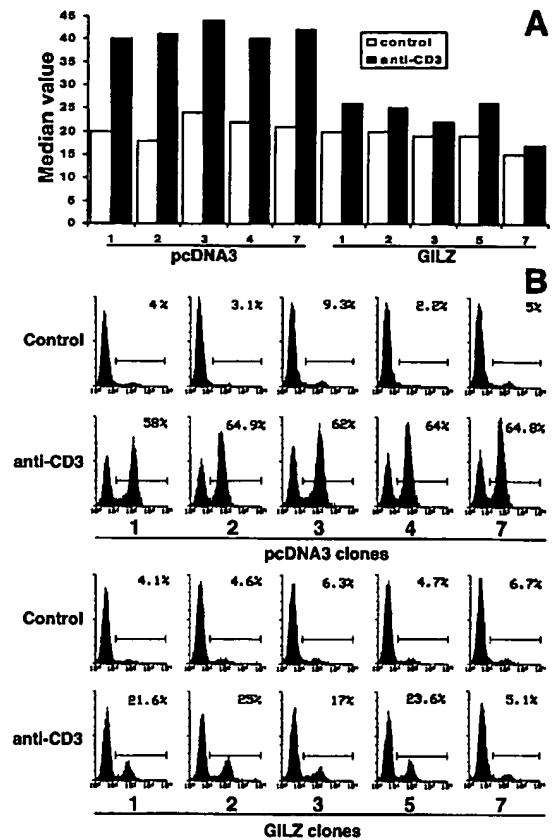 A
45
40
35
30
25
20
15
10
5
0
Median value
control
anti-CD3
1 2 3 4 7 1 2 3 5 7
pcDNA3 GILZ
B
Control
4% 3.1% 9.3% 2.2% 5%
anti-CD3
58% 64.9% 62% 64% 64.8%
1 2 3 4 7
pcDNA3 clones
Control
4.1% 4.6% 6.3% 4.7% 6.7%
anti-CD3
21.6% 25% 17% 23.6% 5.1%
1 2 3 5 7
GILZ clones